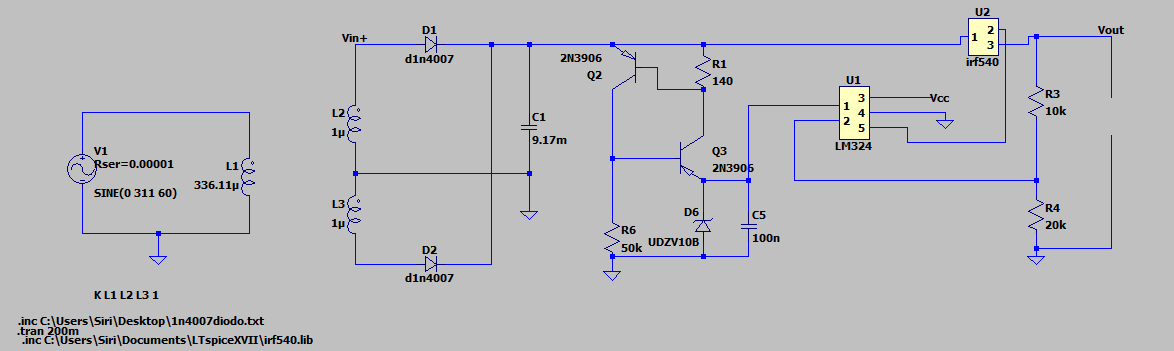 V1
Rser=0.00001
SINE(0 311 60)
L1
336.11µ
K L1 L2 L3 1
.inc C:\Users\Siri\Desktop\1n4007diodo.txt
.tran 200m
.inc C:\Users\Siri\Documents\LTspiceXVII\irf540.lib
Vin+
D1
d1n4007
L2
1µ
L3
1µ
D2
d1n4007
C1
9.17m
2N3906
Q2
R1
140
Q3
2N3906
R6
50k
D6
UDZV10B
C5
100n
U1
1
2
3
4
5
LM324
Vcc
U2
1
2
3
irf540
Vout
R3
10k
R4
20k